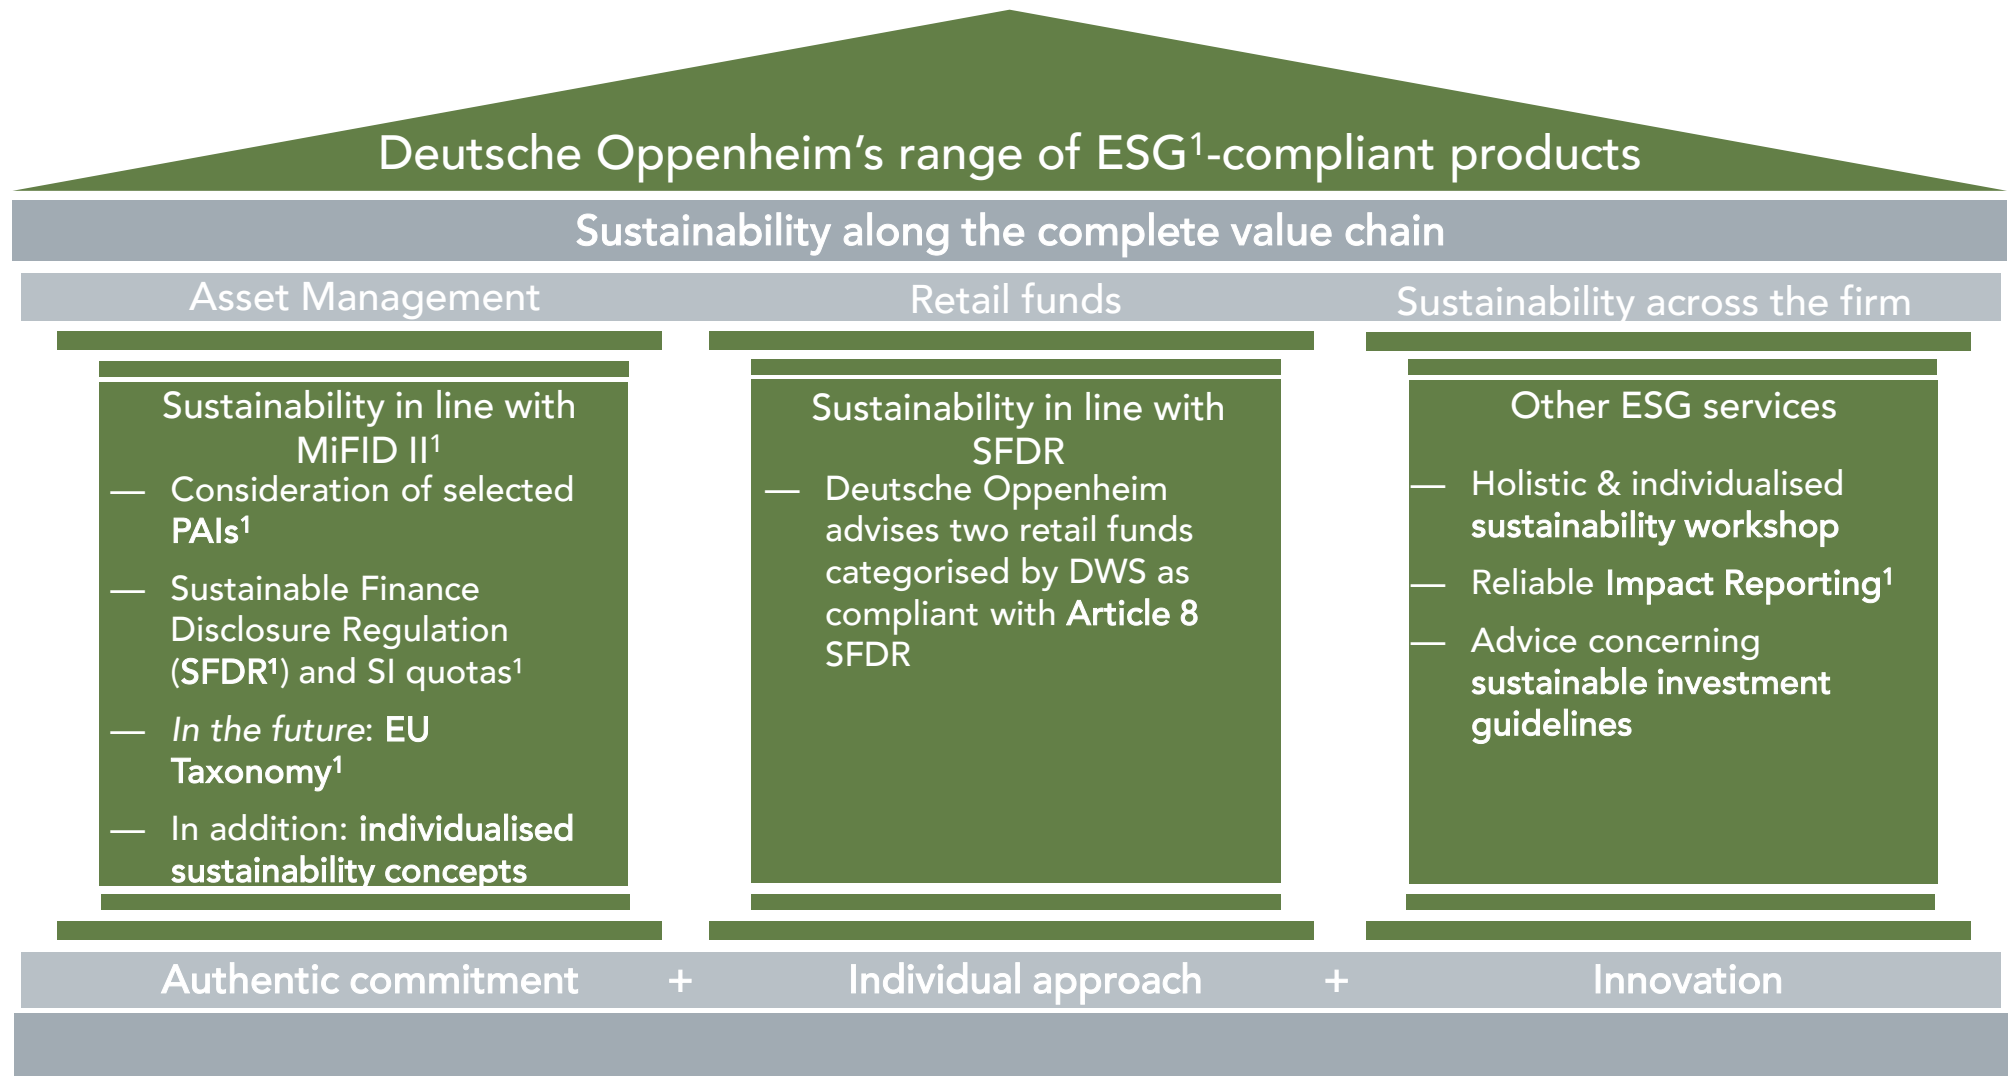 Deutsche Oppenheim’s range of ESG¹-compliant products
Sustainability along the complete value chain
Asset Management
Retail funds
Sustainability across the firm
Sustainability in line with
MiFID II¹
— Consideration of selected
PAIs¹
— Sustainable Finance
Disclosure Regulation
(SFDR¹) and SI quotas¹
— In the future: EU
Taxonomy¹
— In addition: individualised
sustainability concepts
Sustainability in line with
SFDR
— Deutsche Oppenheim
advises two retail funds
categorised by DWS as
compliant with Article 8
SFDR
Other ESG services
— Holistic & individualised
sustainability workshop
— Reliable Impact Reporting¹
— Advice concerning
sustainable investment
guidelines
Authentic commitment + Individual approach + Innovation